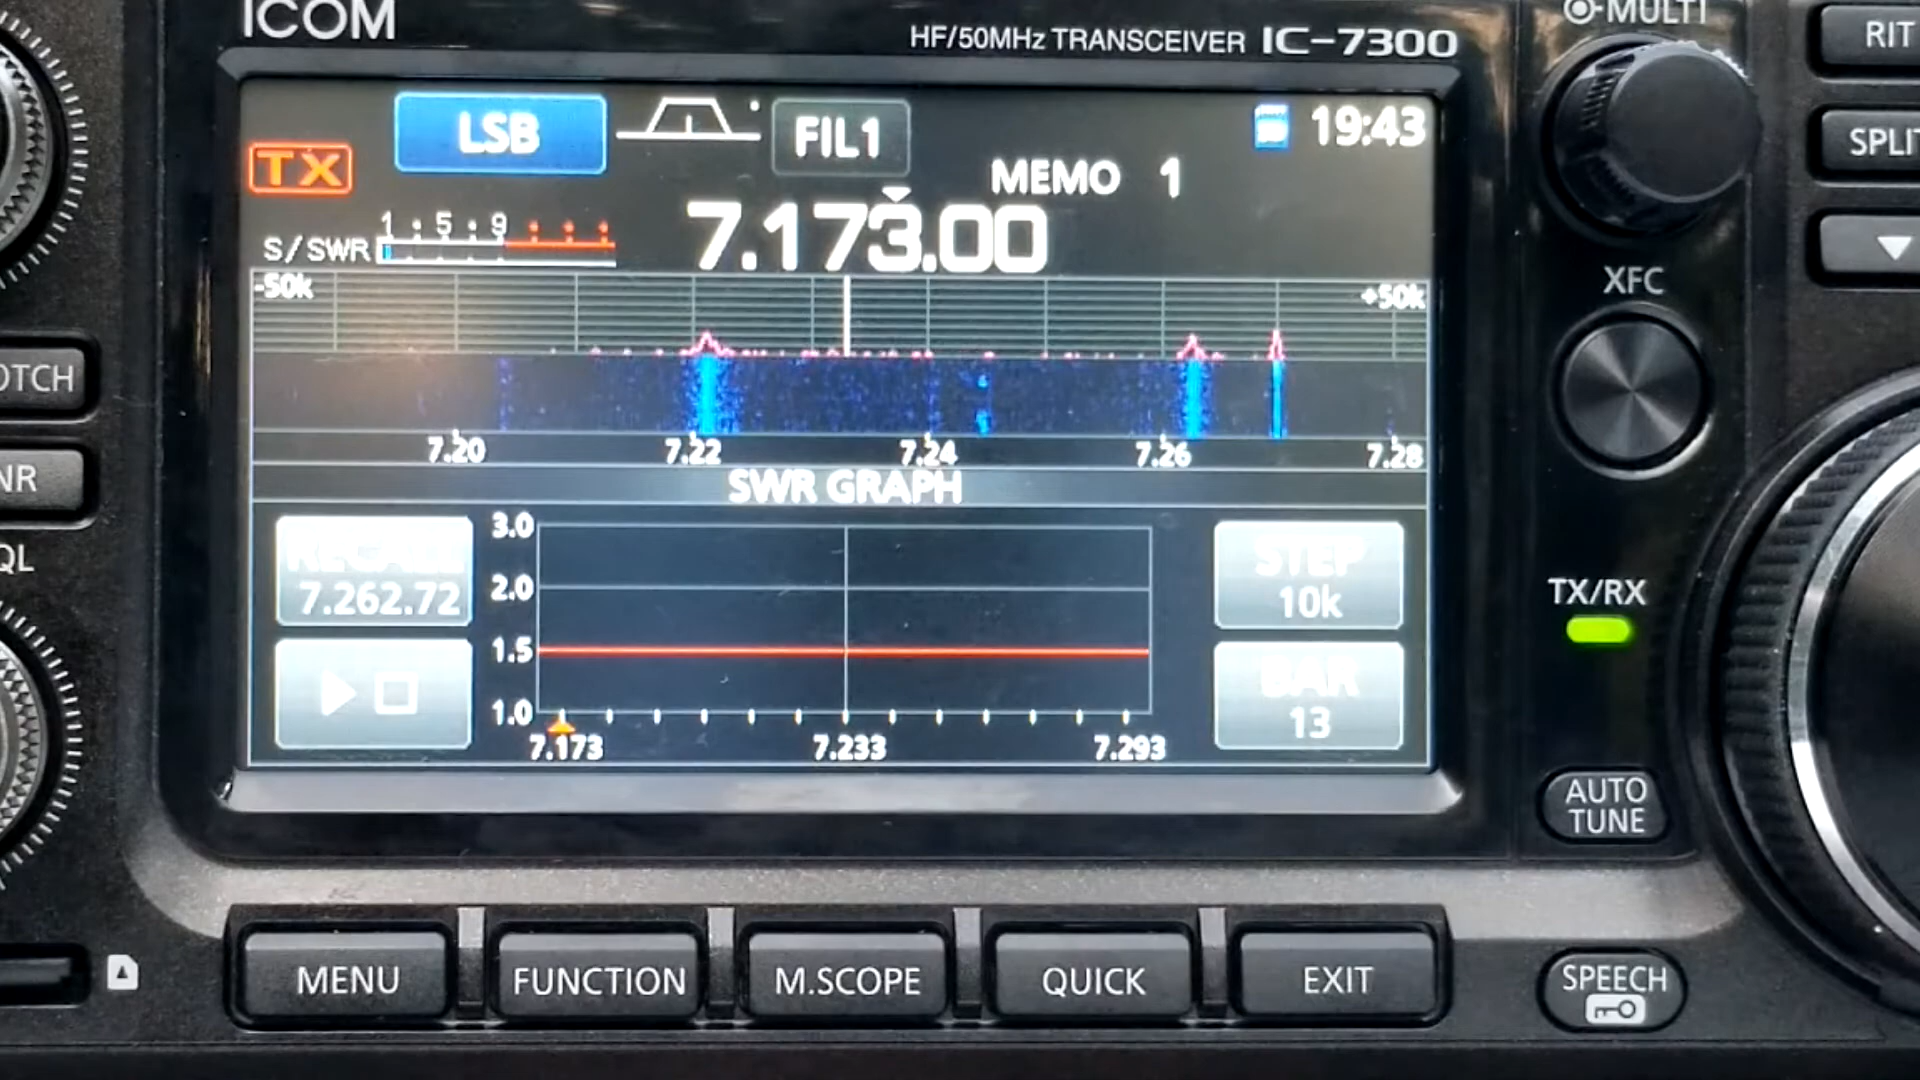 ICOM
HF/50MHz TRANSCEIVER IC-7300
MULTI
RIT
LSB
FIL1
19:43
SPLIT
TX
MEMO 1
1 5 9
S/SWR
7.173.00
XFC
-50k
+50k
OTCH
7.20 7.22 7.24 7.26 7.28
NR
SWR GRAPH
3.0
RECALL
STEP
QL
7.262.72
2.0
10k
TX/RX
1.5
BAR
1.0
13
7.173 7.233 7.293
AUTO
TUNE
MENU FUNCTION M.SCOPE QUICK EXIT
SPEECH